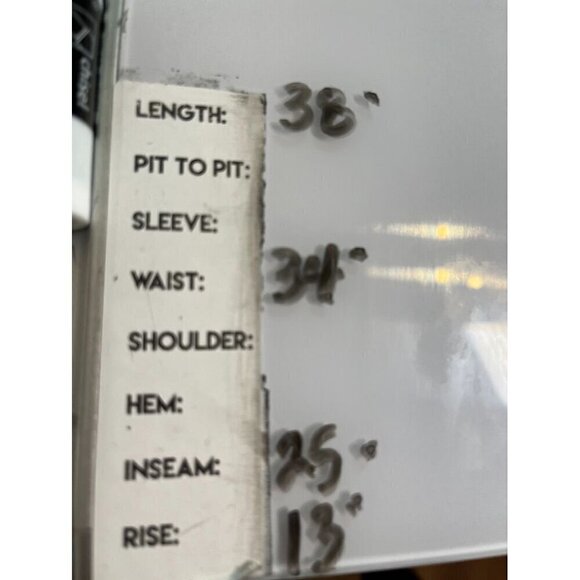 LENGTH: 38"
PIT TO PIT:
SLEEVE:
WAIST: 34"
SHOULDER:
HEM:
INSEAM: 25"
RISE: 13"